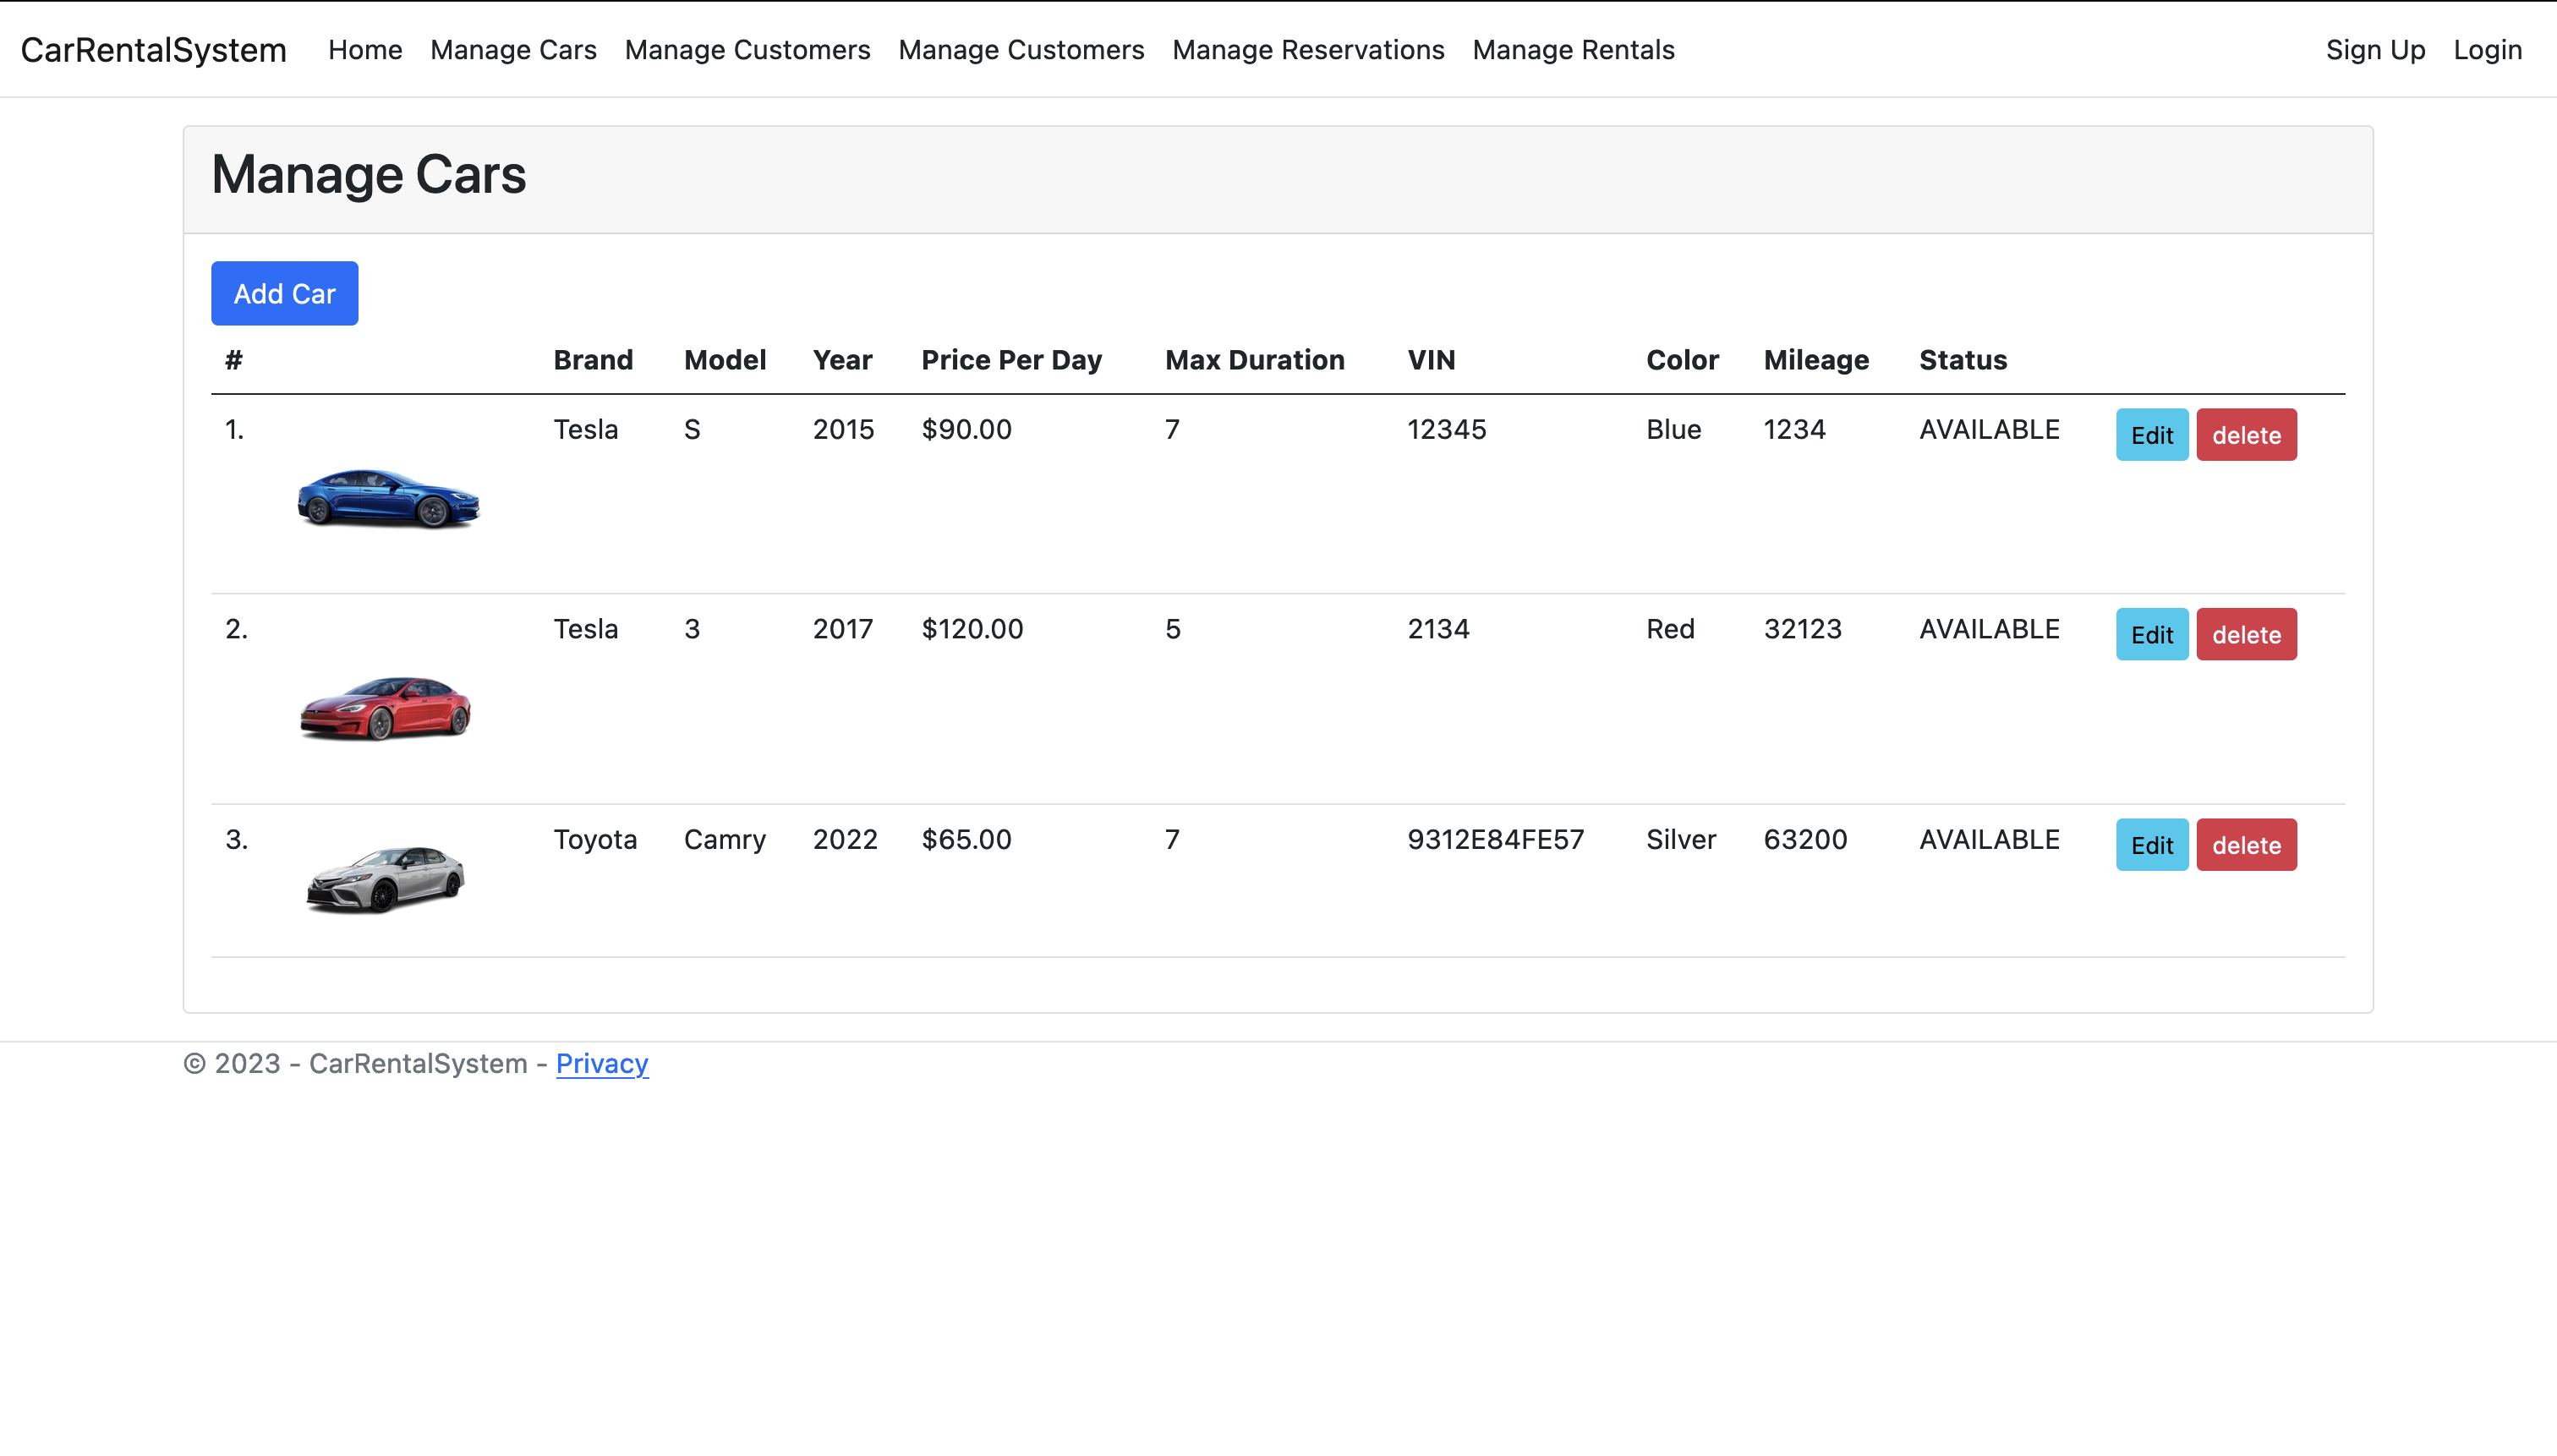 CarRentalSystem Home Manage Cars Manage Customers Manage Customers Manage Reservations Manage Rentals Sign Up Login
Manage Cars
Add Car
# Brand Model Year Price Per Day Max Duration VIN Color Mileage Status
1. Tesla S 2015 $90.00 7 12345 Blue 1234 AVAILABLE Edit delete
2. Tesla 3 2017 $120.00 5 2134 Red 32123 AVAILABLE Edit delete
3. Toyota Camry 2022 $65.00 7 9312E84FE57 Silver 63200 AVAILABLE Edit delete
© 2023 - CarRentalSystem - Privacy